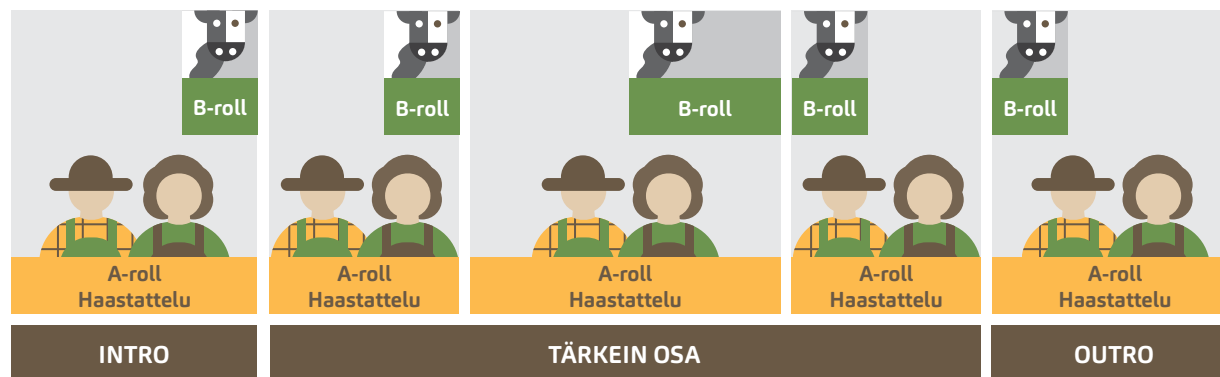 B-roll
B-roll
B-roll
B-roll
B-roll
A-roll
Haastattelu
A-roll
Haastattelu
A-roll
Haastattelu
A-roll
Haastattelu
A-roll
Haastattelu
INTRO
TÄRKEIN OSA
OUTRO